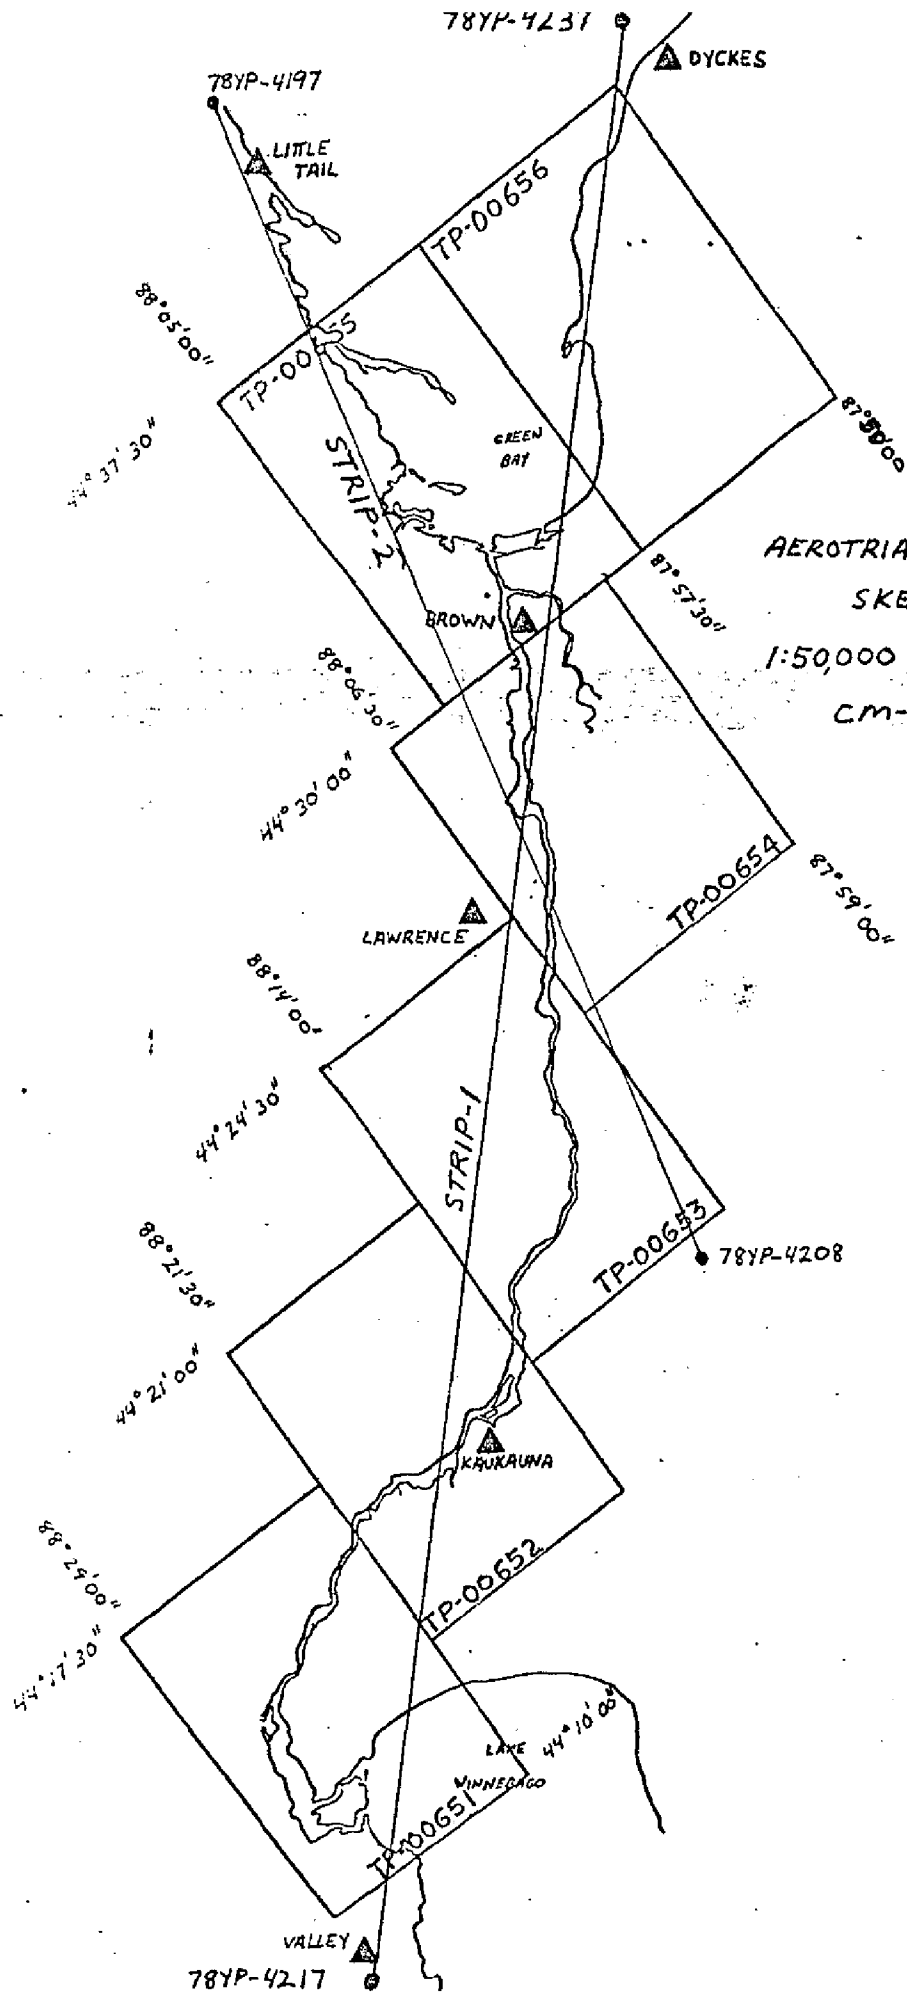 78YP-4237
DYCKES
78YP-4197
LITTLE
TAIL
TP-00656
88°05'00"
TP-00
44°37'30"
STRIP-2
GREEN
BAY
87°57'30"
AEROTRIA
SKE
1:50,000
CM-
BROWN
88°06'30"
44°30'00"
TP-00654
87°59'00"
LAWRENCE
88°14'00"
44°24'30"
STRIP-1
88°21'30"
TP-00653
78YP-4208
44°21'00"
KAUKAUNA
88°29'00"
TP-00652
44°17'30"
44°10'00"
LAKE
WINNEBAGO
TP-00651
VALLEY
78YP-4217